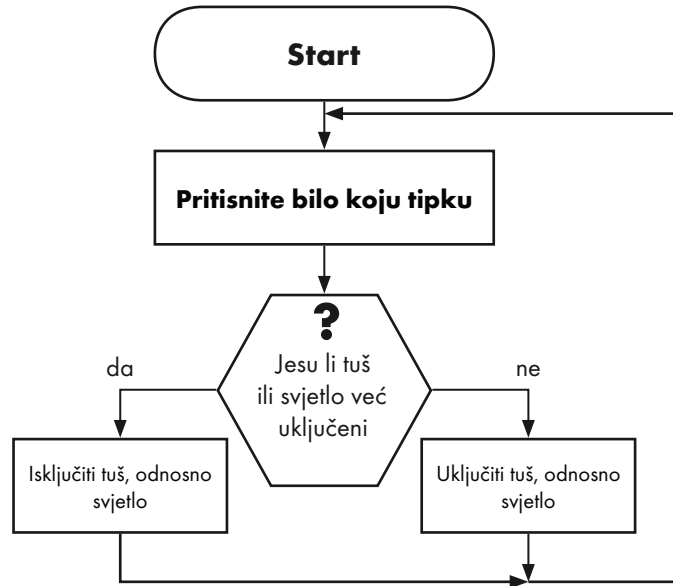 Start
Pritisnite bilo koju tipku
?
Jesu li tuš
ili svjetlo već
uključeni
da
ne
Isključiti tuš, odnosno
svjetlo
Uključiti tuš, odnosno
svjetlo